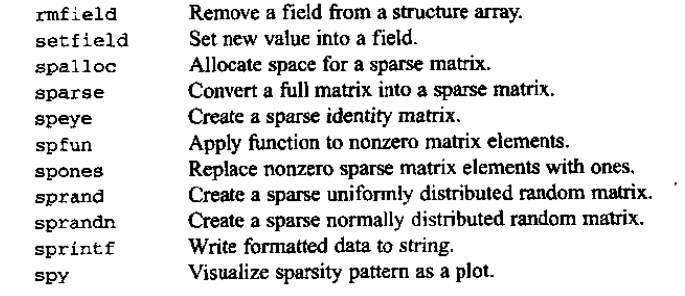 rmfield Remove a field from a structure array.
setfield Set new value into a field.
spalloc Allocate space for a sparse matrix.
sparse Convert a full matrix into a sparse matrix.
speye Create a sparse identity matrix.
spfun Apply function to nonzero matrix elements.
spones Replace nonzero sparse matrix elements with ones.
sprand Create a sparse uniformly distributed random matrix.
sprandn Create a sparse normally distributed random matrix.
sprintf Write formatted data to string.
spy Visualize sparsity pattern as a plot.